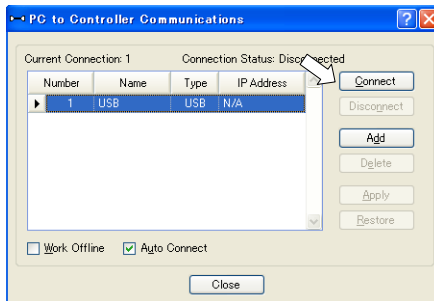 PC to Controller Communications
Current Connection: 1 Connection Status: Disconnected
Number Name Type IP Address
1 USB USB N/A
Connect
Disconnect
Add
Delete
Apply
Restore
Work Offline Auto Connect
Close